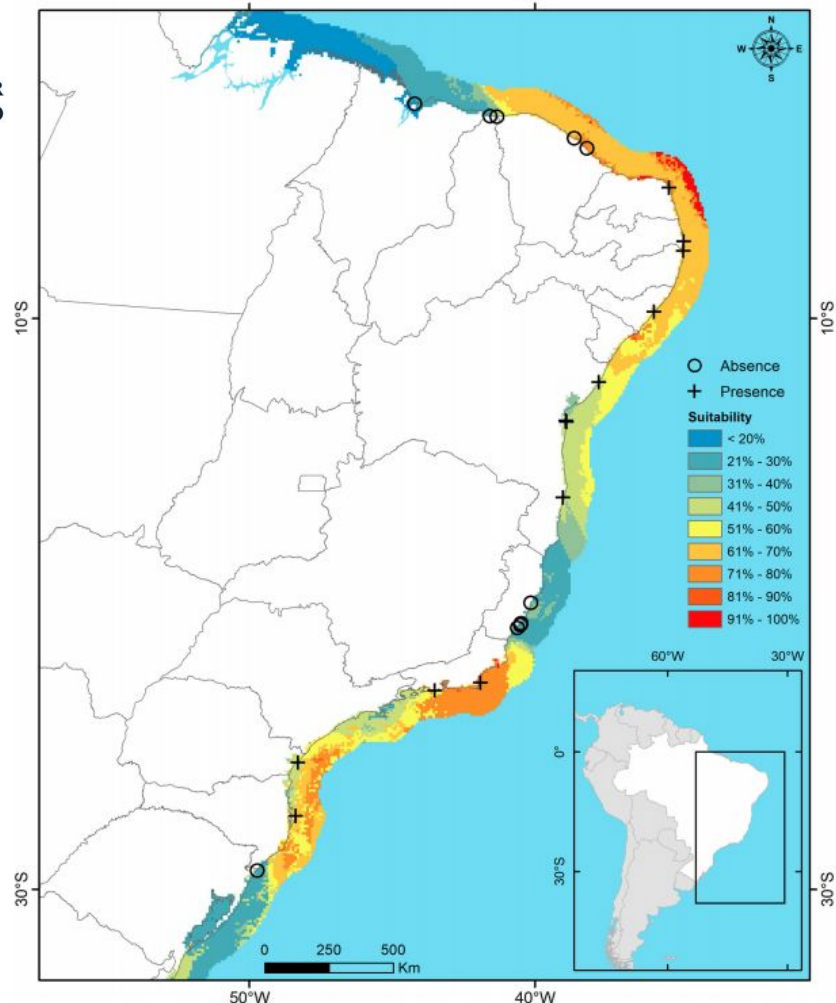 N
W E
S
10°S
10°S
Absence
Presence
Suitability
< 20%
21% - 30%
31% - 40%
41% - 50%
51% - 60%
61% - 70%
71% - 80%
81% - 90%
91% - 100%
60°W 30°W
0°
30°S
30°S
30°S
0 250 500
Km
50°W 40°W